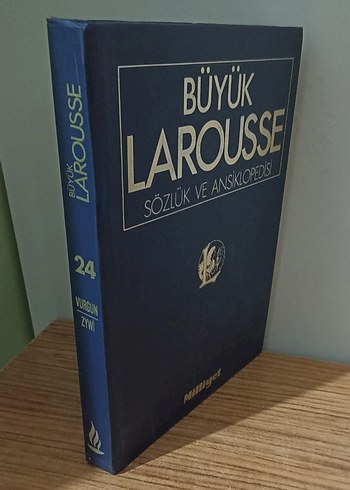 BÜYÜK
LAROUSSE
24
VURGUN
ZYWİ
BÜYÜK
LAROUSSE
SÖZLÜK VE ANSİKLOPEDİSİ
Milliyet